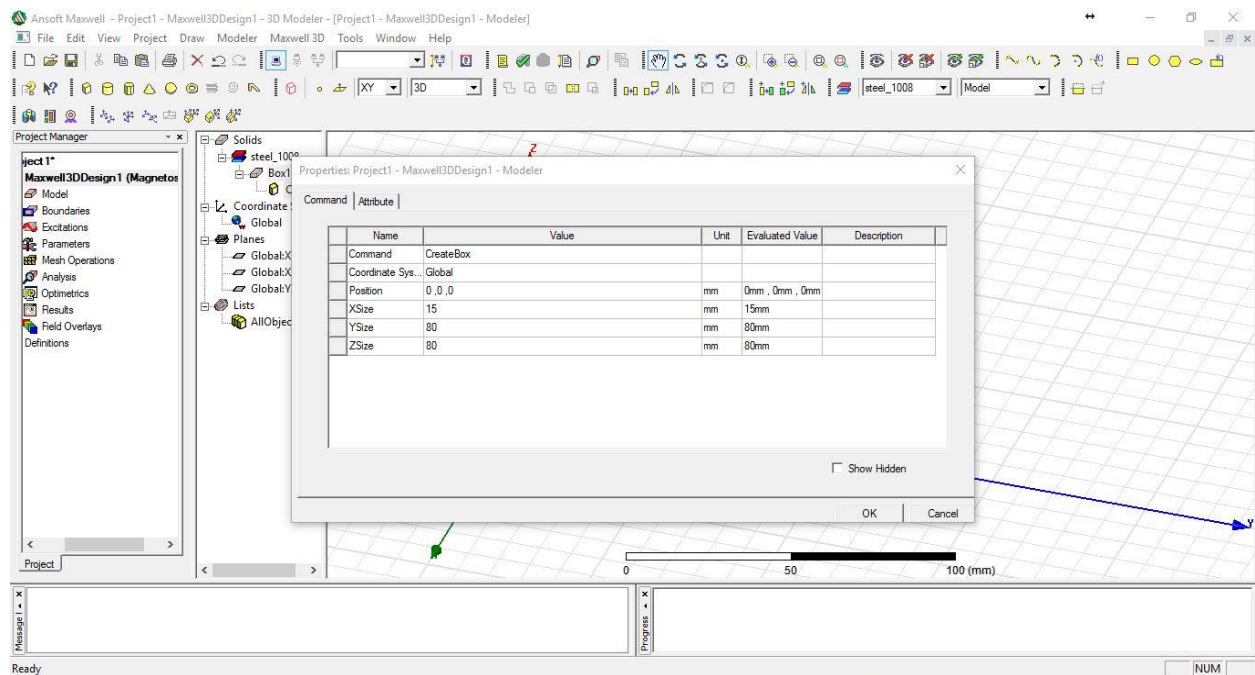 Ansoft Maxwell - Project1 - Maxwell3DDesign1 - 3D Modeler - [Project1 - Maxwell3DDesign1 - Modeler]
File Edit View Project Draw Modeler Maxwell 3D Tools Window Help
XY 3D steel_1008 Model
Project Manager
ject1*
Maxwell3DDesign1 (Magnetos
Model
Boundaries
Excitations
Parameters
Mesh Operations
Analysis
Optimetrics
Results
Field Overlays
Definitions
Project
Solids
steel_1008
Box1
C
Coordinate S
Global
Planes
Global:X
Global:X
Global:Y
Lists
AllObjec
Z
Properties: Project1 - Maxwell3DDesign1 - Modeler
Command Attribute
Name Value Unit Evaluated Value Description
Command CreateBox
Coordinate Sys... Global
Position 0 ,0 ,0 mm 0mm , 0mm , 0mm
XSize 15 mm 15mm
YSize 80 mm 80mm
ZSize 80 mm 80mm
Show Hidden
OK Cancel
Y
0 50 100 (mm)
Message
Progress
Ready NUM